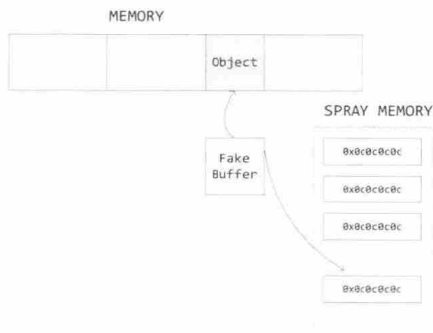 MEMORY
Object
SPRAY MEMORY
0x0c0c0c0c
Fake
Buffer
0x0c0c0c0c
0x0c0c0c0c
0x0c0c0c0c